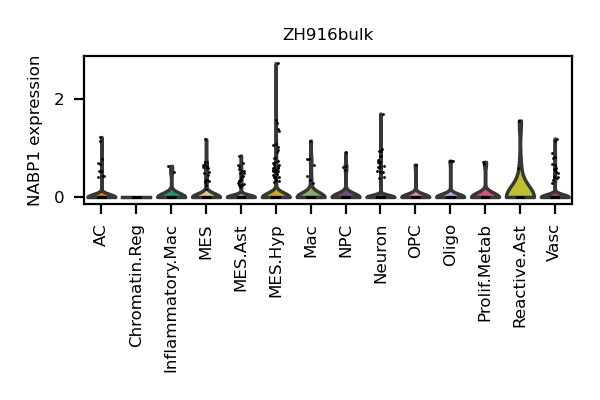 ZH916bulk
NABP1 expression
2
0
AC
Chromatin.Reg
Inflammatory.Mac
MES
MES.Ast
MES.Hyp
Mac
NPC
Neuron
OPC
Oligo
Prolif.Metab
Reactive.Ast
Vasc